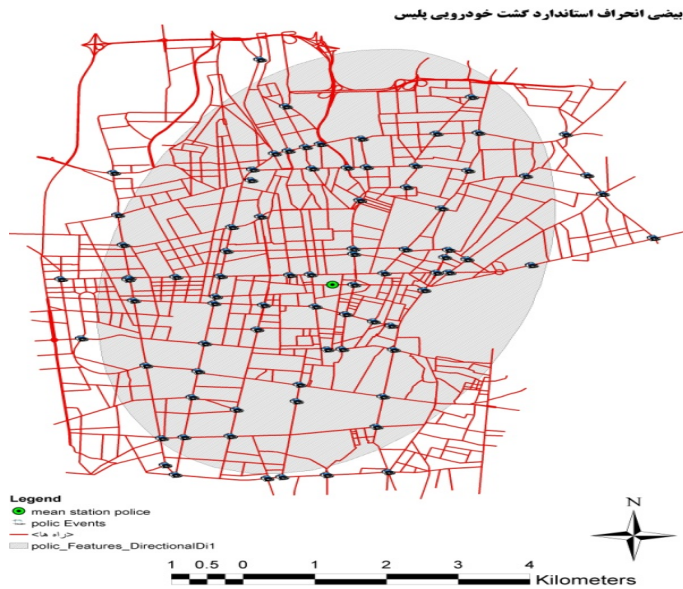 بیضی انحراف استاندارد گشت خودرویی پلیس
Legend
mean station police
polic Events
<راه ها>
polic_Features_DirectionalDi1
N
1 0.5 0 1 2 3 4
Kilometers